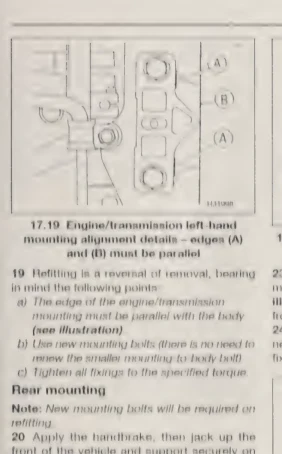 (A)
(B)
(A)
17.19 Engine/transmission left-hand
mounting alignment details – edges (A)
and (B) must be parallel
19 Refitting is a reversal of removal, bearing
in mind the following points:
a) The edge of the engine/transmission
mounting must be parallel with the body
(see illustration).
b) Use new mounting bolts (there is no need to
renew the smaller mounting to body bolt).
c) Tighten all fixings to the specified torque.
Rear mounting
Note: New mounting bolts will be required on
refitting.
20 Apply the handbrake, then jack up the
front of the vehicle and support securely on
1
23
24